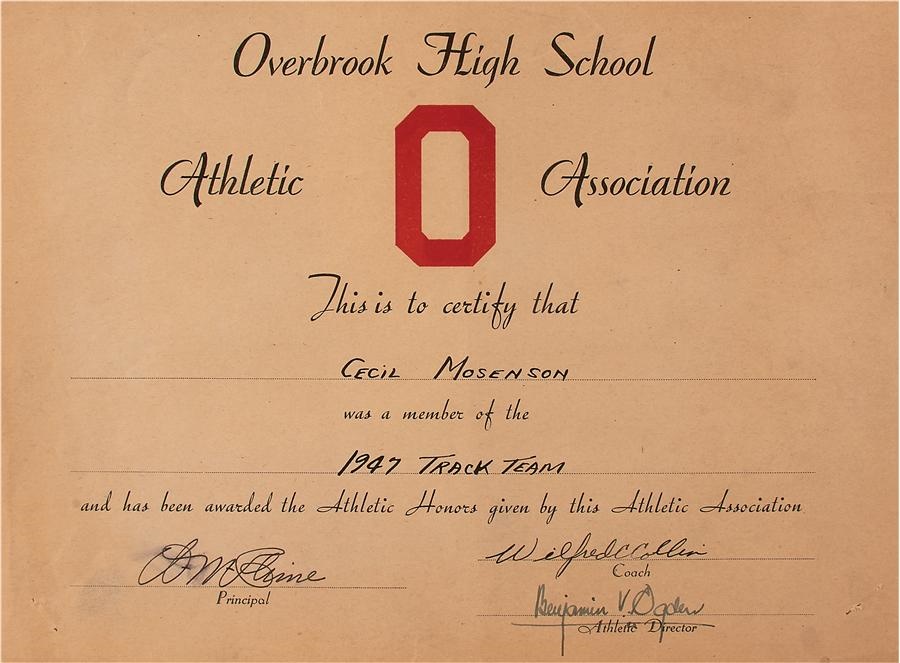 Overbrook High School
Athletic O Association
This is to certify that
Cecil Mosenson
was a member of the
1947 Track Team
and has been awarded the Athletic Honors given by this Athletic Association
Wilfred C Collin
Principal
Coach
Benjamin V. Ogden
Athletic Director